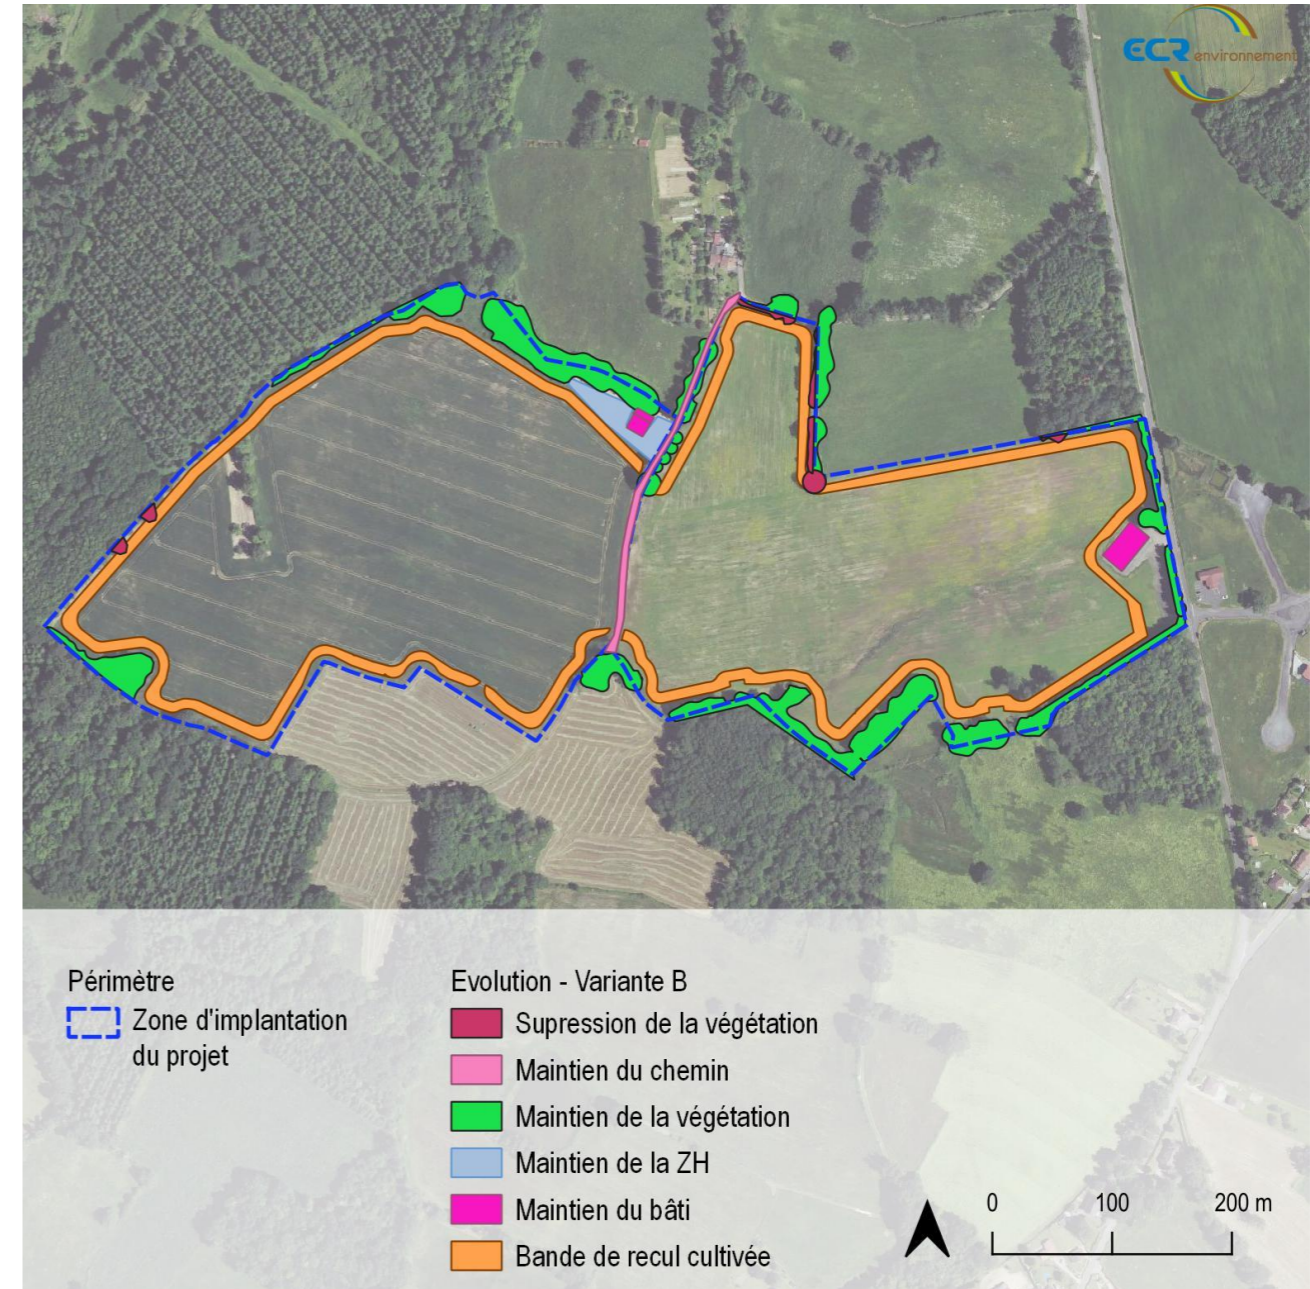 ECR environnement
Périmètre
Zone d'implantation
du projet
Evolution - Variante B
Supression de la végétation
Maintien du chemin
Maintien de la végétation
Maintien de la ZH
Maintien du bâti
Bande de recul cultivée
0 100 200 m